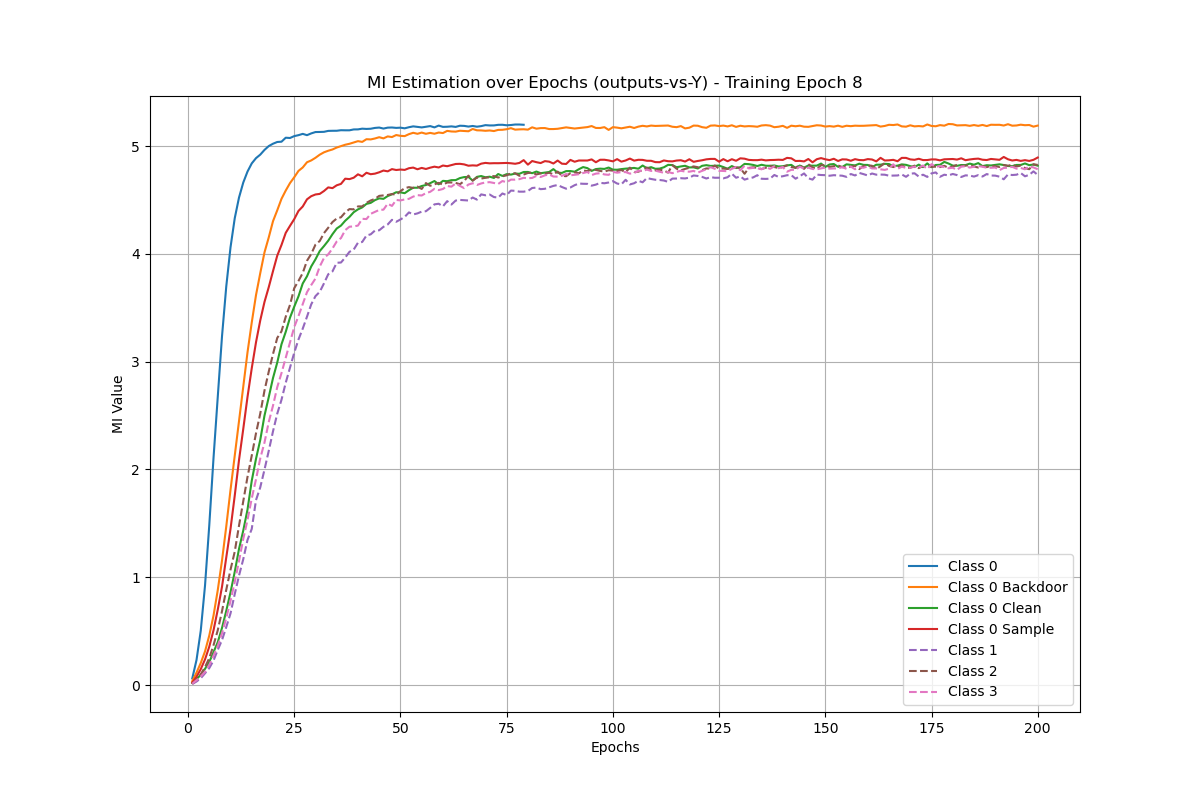 MI Estimation over Epochs (outputs-vs-Y) - Training Epoch 8
MI Value
5
4
3
2
1
0
0 25 50 75 100 125 150 175 200
Epochs
Class 0
Class 0 Backdoor
Class 0 Clean
Class 0 Sample
Class 1
Class 2
Class 3